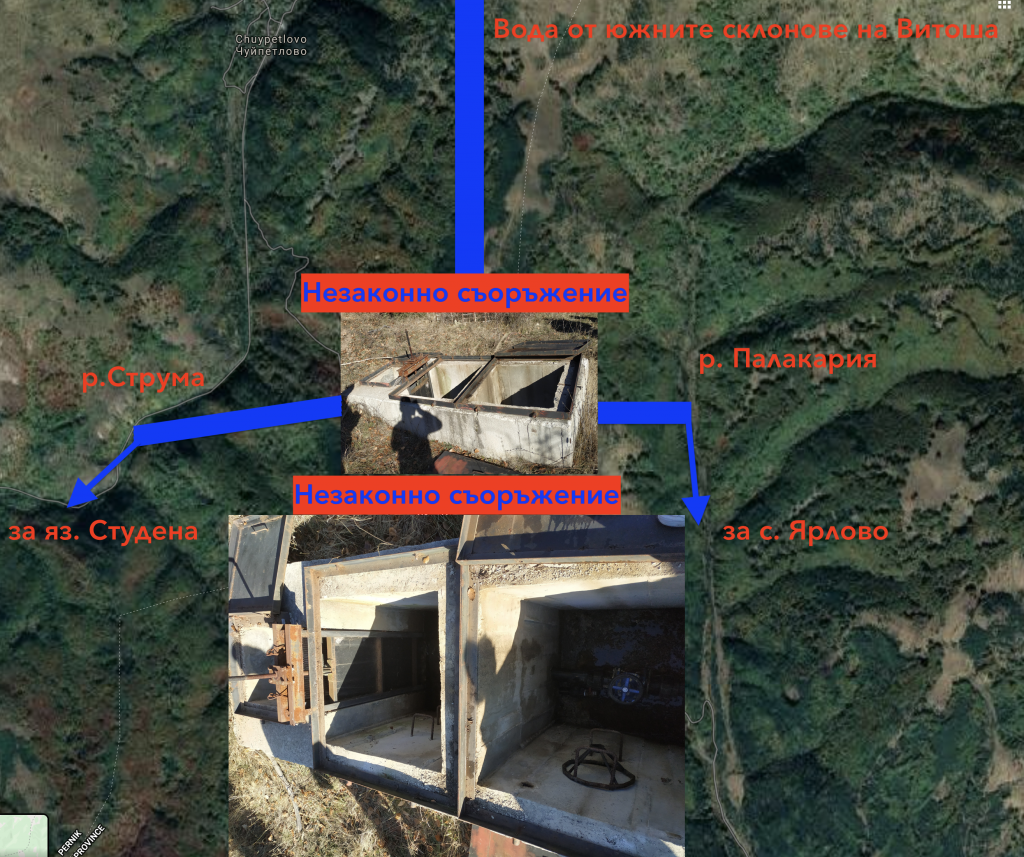 Вода от южните склонове на Витоша
Chuypetlovo
Чуйпетлово
Незаконно съоръжение
р. Палакария
р.Струма
Незаконно съоръжение
за яз. Студена
за с. Ярлово
PERNIK
PROVINCE